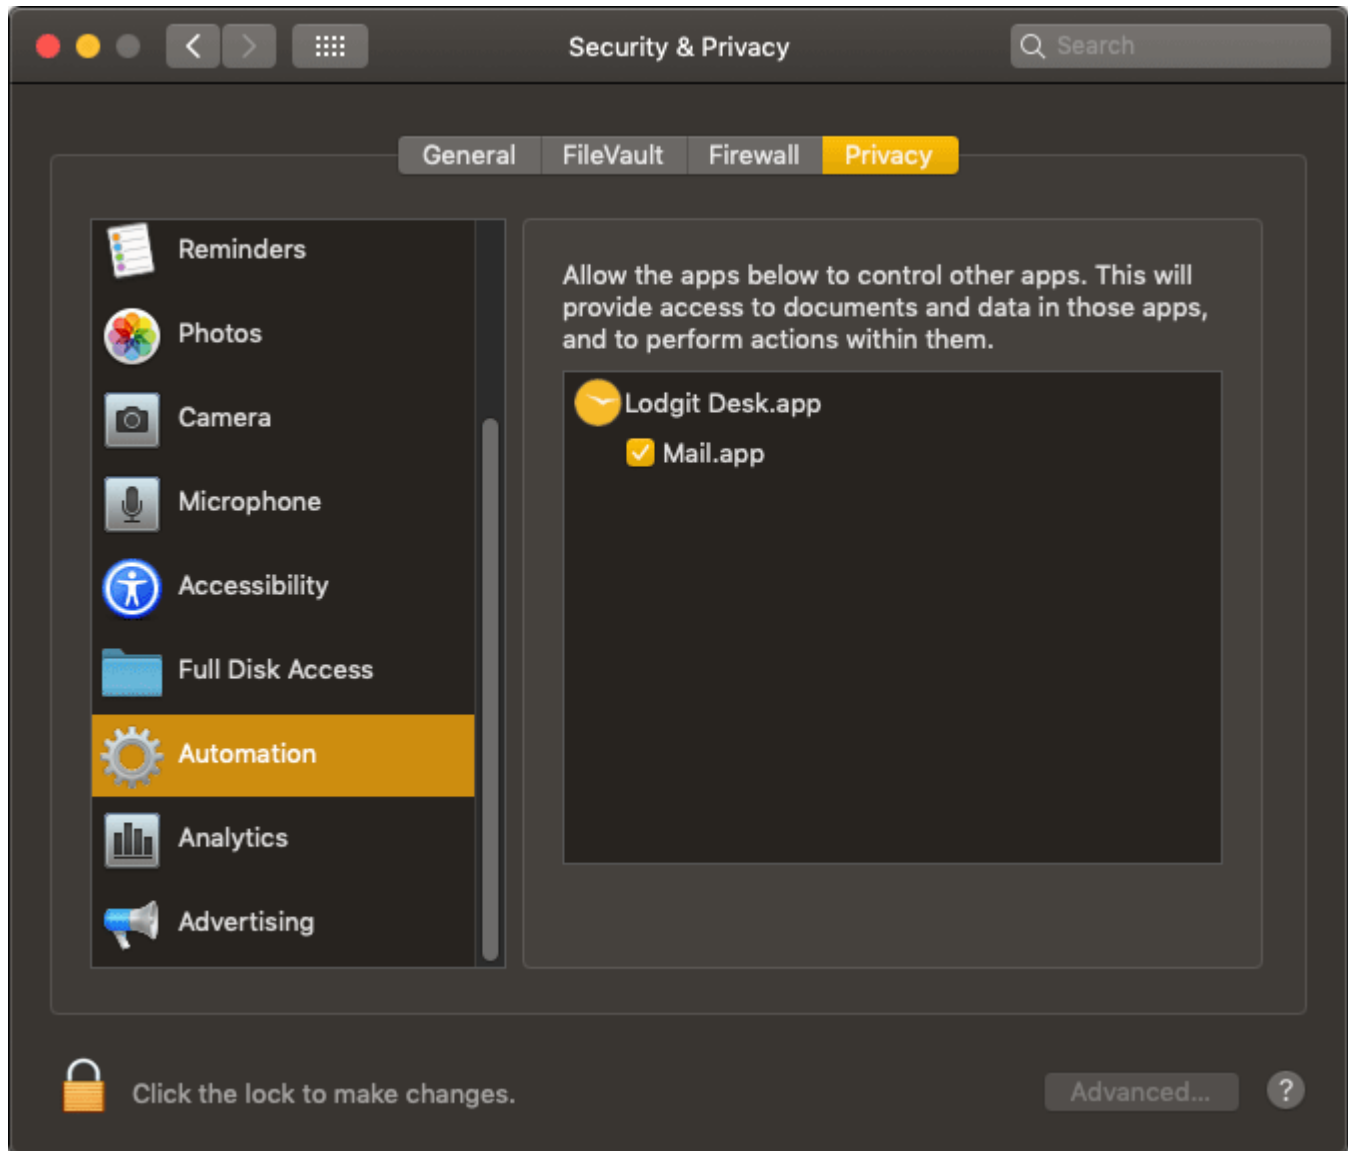 Security & Privacy
Search
General
FileVault
Firewall
Privacy
Reminders
Photos
Camera
Microphone
Accessibility
Full Disk Access
Automation
Analytics
Advertising
Allow the apps below to control other apps. This will
provide access to documents and data in those apps,
and to perform actions within them.
Lodgit Desk.app
Mail.app
Click the lock to make changes.
Advanced...
?